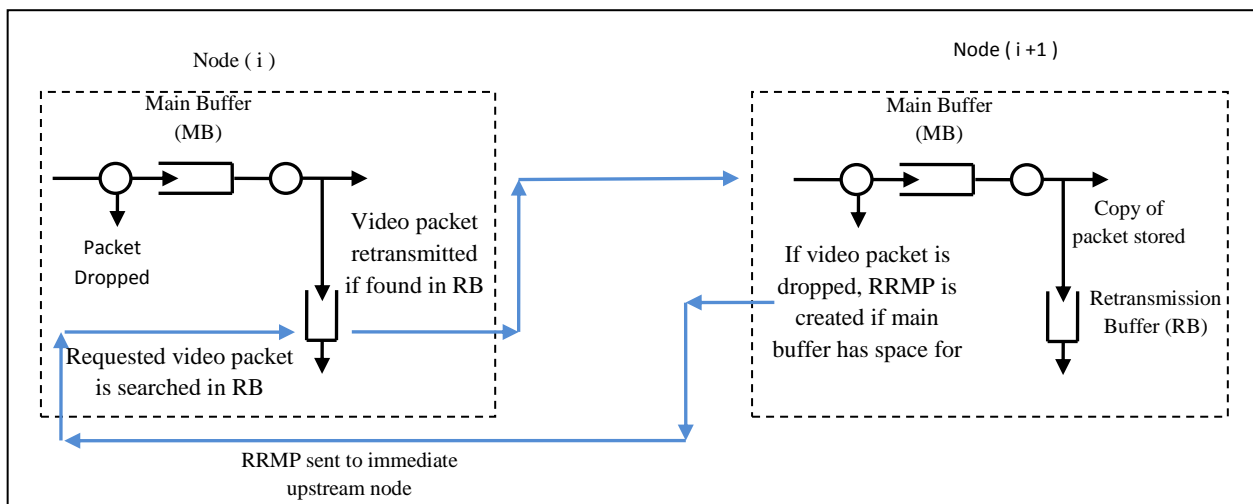 Node ( i )
Main Buffer
(MB)
Packet
Dropped
Video packet
retransmitted
if found in RB
Requested video packet
is searched in RB
RRMP sent to immediate
upstream node
Node ( i +1 )
Main Buffer
(MB)
Copy of
packet stored
If video packet is
dropped, RRMP is
created if main
buffer has space for
Retransmission
Buffer (RB)